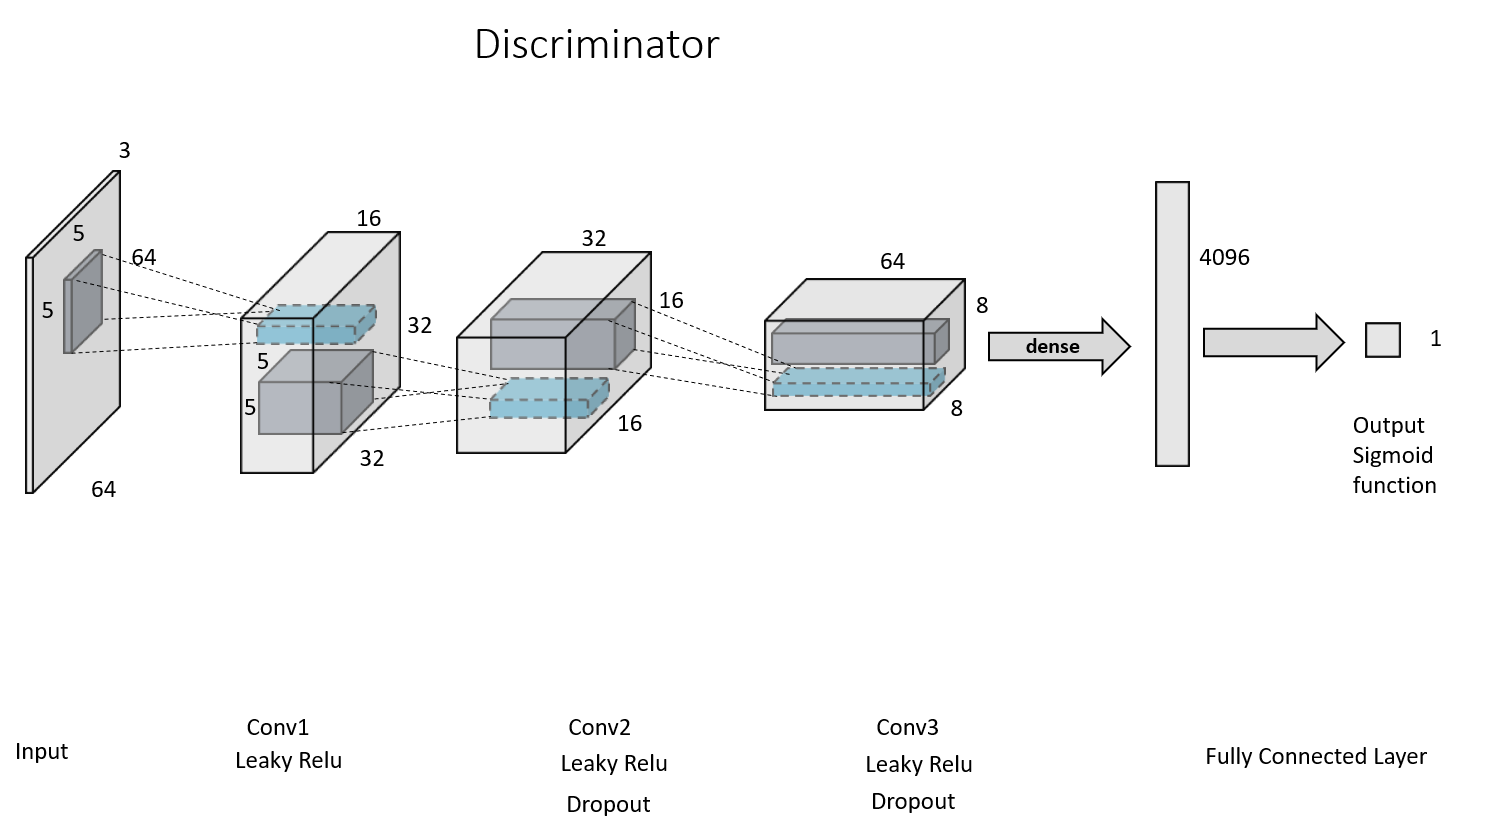 Discriminator
3
5
64
5
64
16
32
5
5
32
32
16
16
64
8
8
dense
4096
1
Output
Sigmoid
function
Input
Conv1
Leaky Relu
Conv2
Leaky Relu
Dropout
Conv3
Leaky Relu
Dropout
Fully Connected Layer